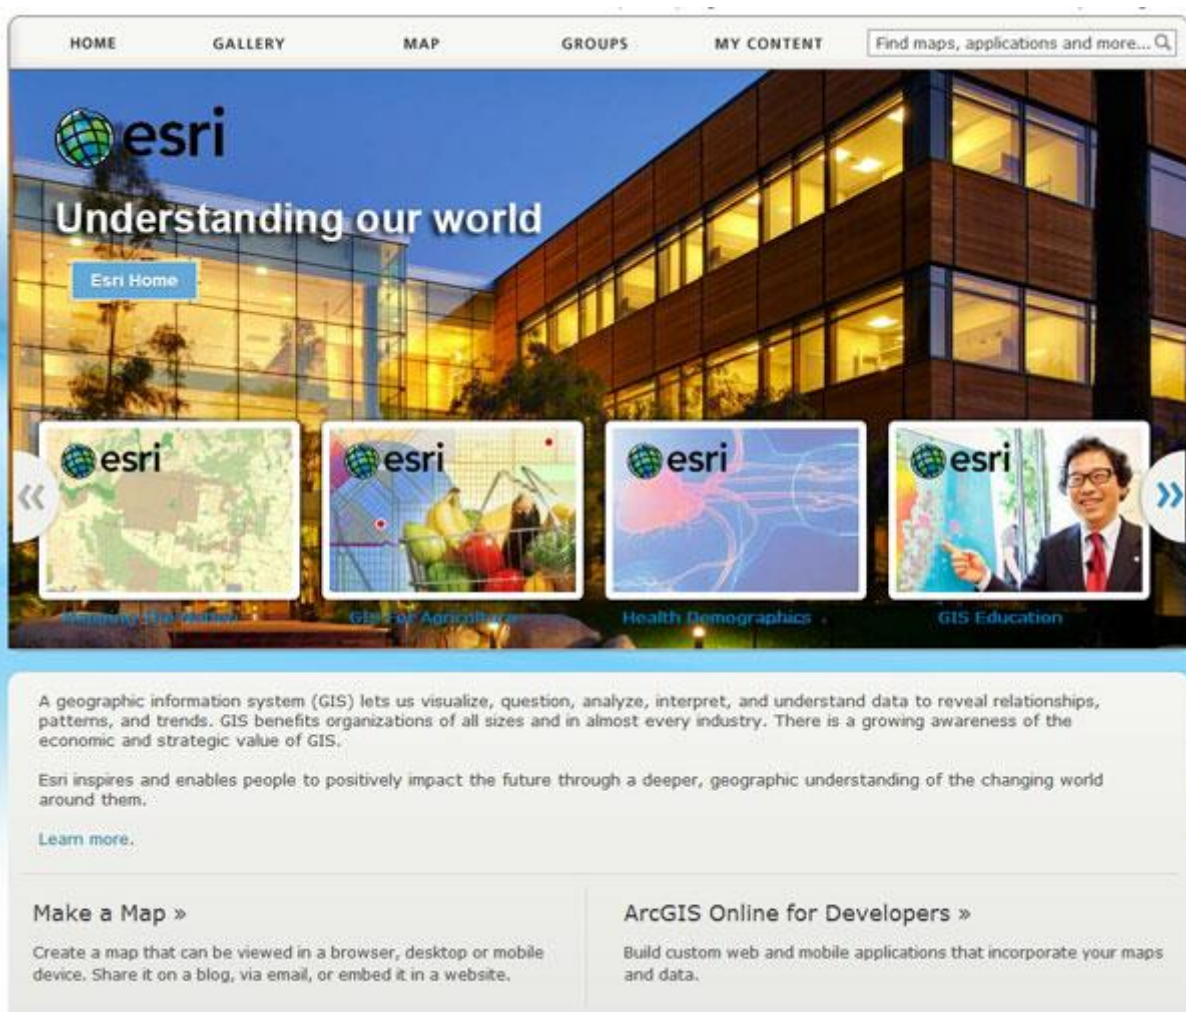 HOME GALLERY MAP GROUPS MY CONTENT Find maps, applications and more...
esri
Understanding our world
Esri Home
esri esri esri esri
Mapping The Nation GIS For Agriculture Health Demographics GIS Education
A geographic information system (GIS) lets us visualize, question, analyze, interpret, and understand data to reveal relationships,
patterns, and trends. GIS benefits organizations of all sizes and in almost every industry. There is a growing awareness of the
economic and strategic value of GIS.
Esri inspires and enables people to positively impact the future through a deeper, geographic understanding of the changing world
around them.
Learn more.
Make a Map »
Create a map that can be viewed in a browser, desktop or mobile
device. Share it on a blog, via email, or embed it in a website.
ArcGIS Online for Developers »
Build custom web and mobile applications that incorporate your maps
and data.